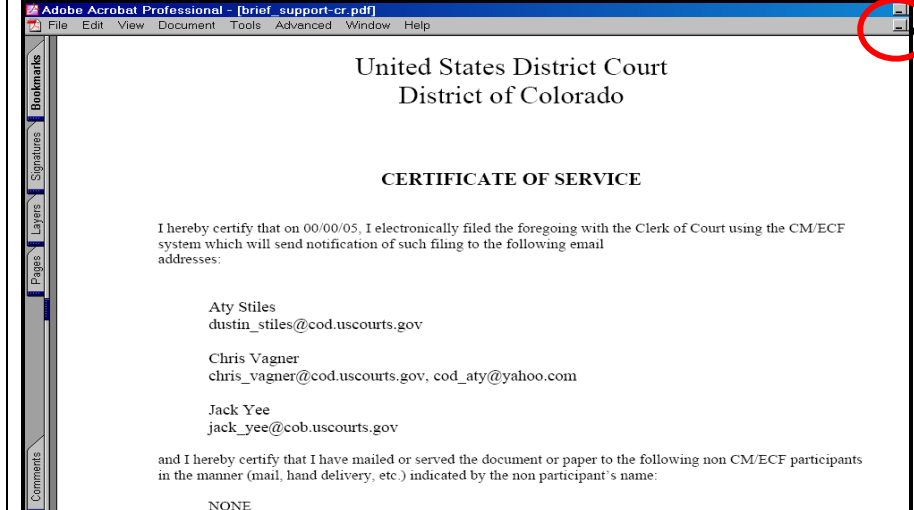 Adobe Acrobat Professional - [brief_support-cr.pdf]
File Edit View Document Tools Advanced Window Help
Bookmarks
Signatures
Layers
Pages
Comments
United States District Court
District of Colorado
CERTIFICATE OF SERVICE
I hereby certify that on 00/00/05, I electronically filed the foregoing with the Clerk of Court using the CM/ECF
system which will send notification of such filing to the following email
addresses:
Aty Stiles
dustin_stiles@cod.uscourts.gov
Chris Vagner
chris_vagner@cod.uscourts.gov, cod_aty@yahoo.com
Jack Yee
jack_yee@cob.uscourts.gov
and I hereby certify that I have mailed or served the document or paper to the following non CM/ECF participants
in the manner (mail, hand delivery, etc.) indicated by the non participant's name:
NONE